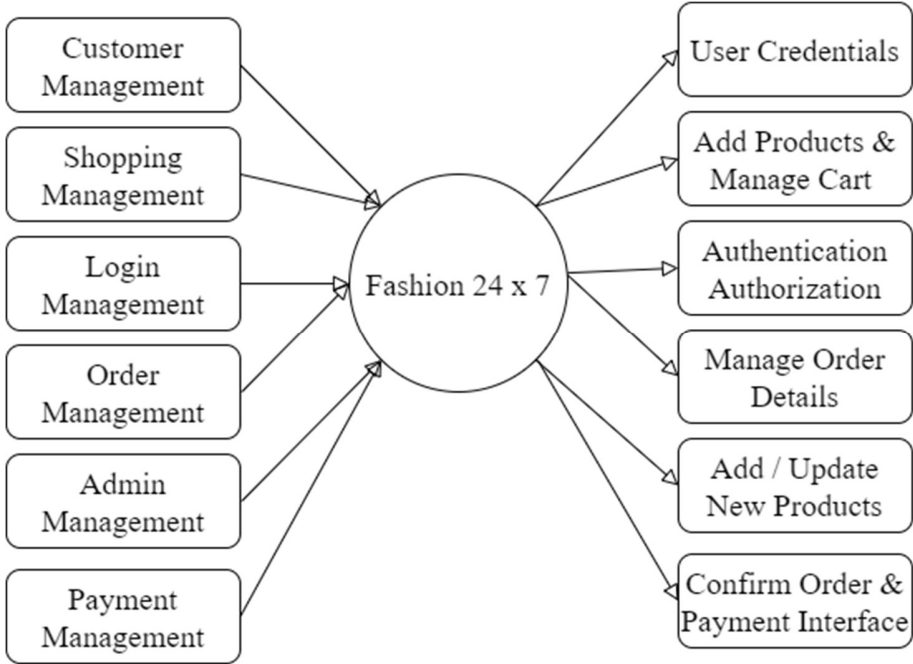 Customer
Management
Shopping
Management
Login
Management
Order
Management
Admin
Management
Payment
Management
Fashion 24 x 7
User Credentials
Add Products &
Manage Cart
Authentication
Authorization
Manage Order
Details
Add / Update
New Products
Confirm Order &
Payment Interface